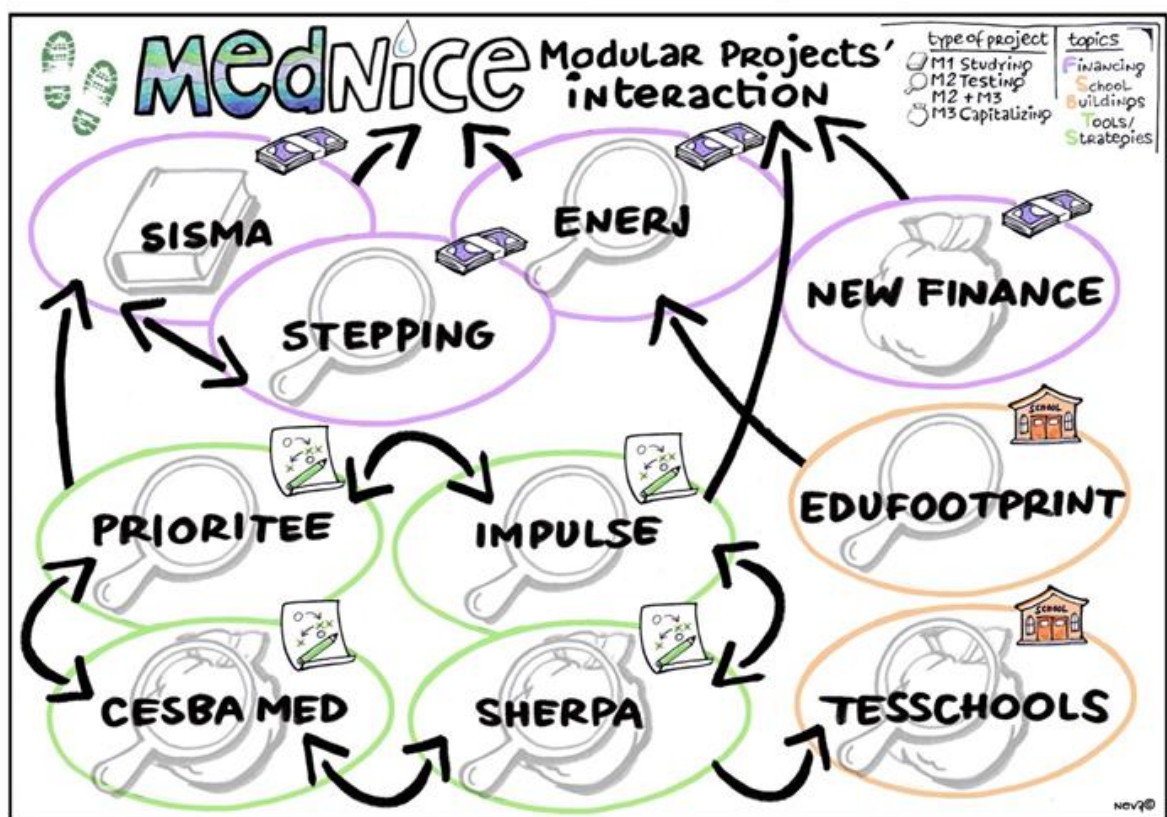 MEDNICE Modular Projects'
interaction
type of project
M1 Studying
M2 Testing
M2 + M3
M3 Capitalizing
topics
Financing
School
Buildings
Tools/
Strategies
SISMA
ENERJ
STEPPING
NEW FINANCE
SCHOOL
PRIORITEE
IMPULSE
EDUFOOTPRINT
SCHOOL
CESBA MED
SHERPA
TESSCHOOLS